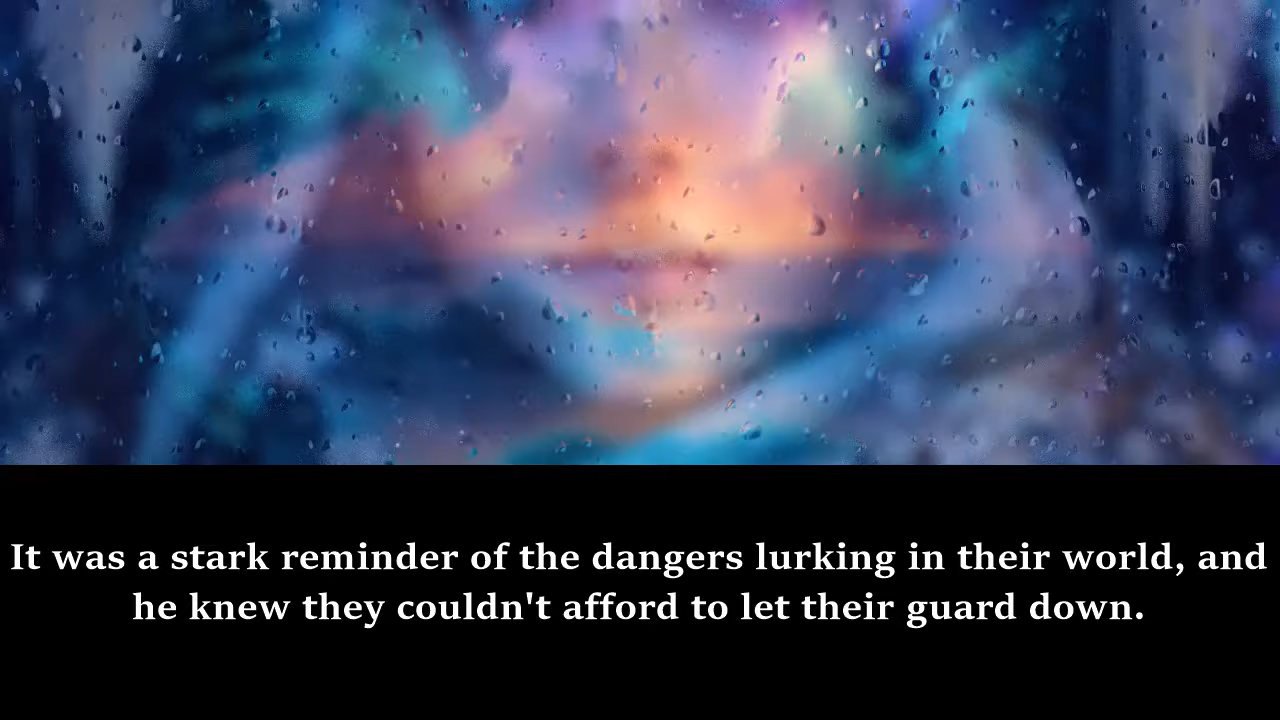 It was a stark reminder of the dangers lurking in their world, and
he knew they couldn't afford to let their guard down.